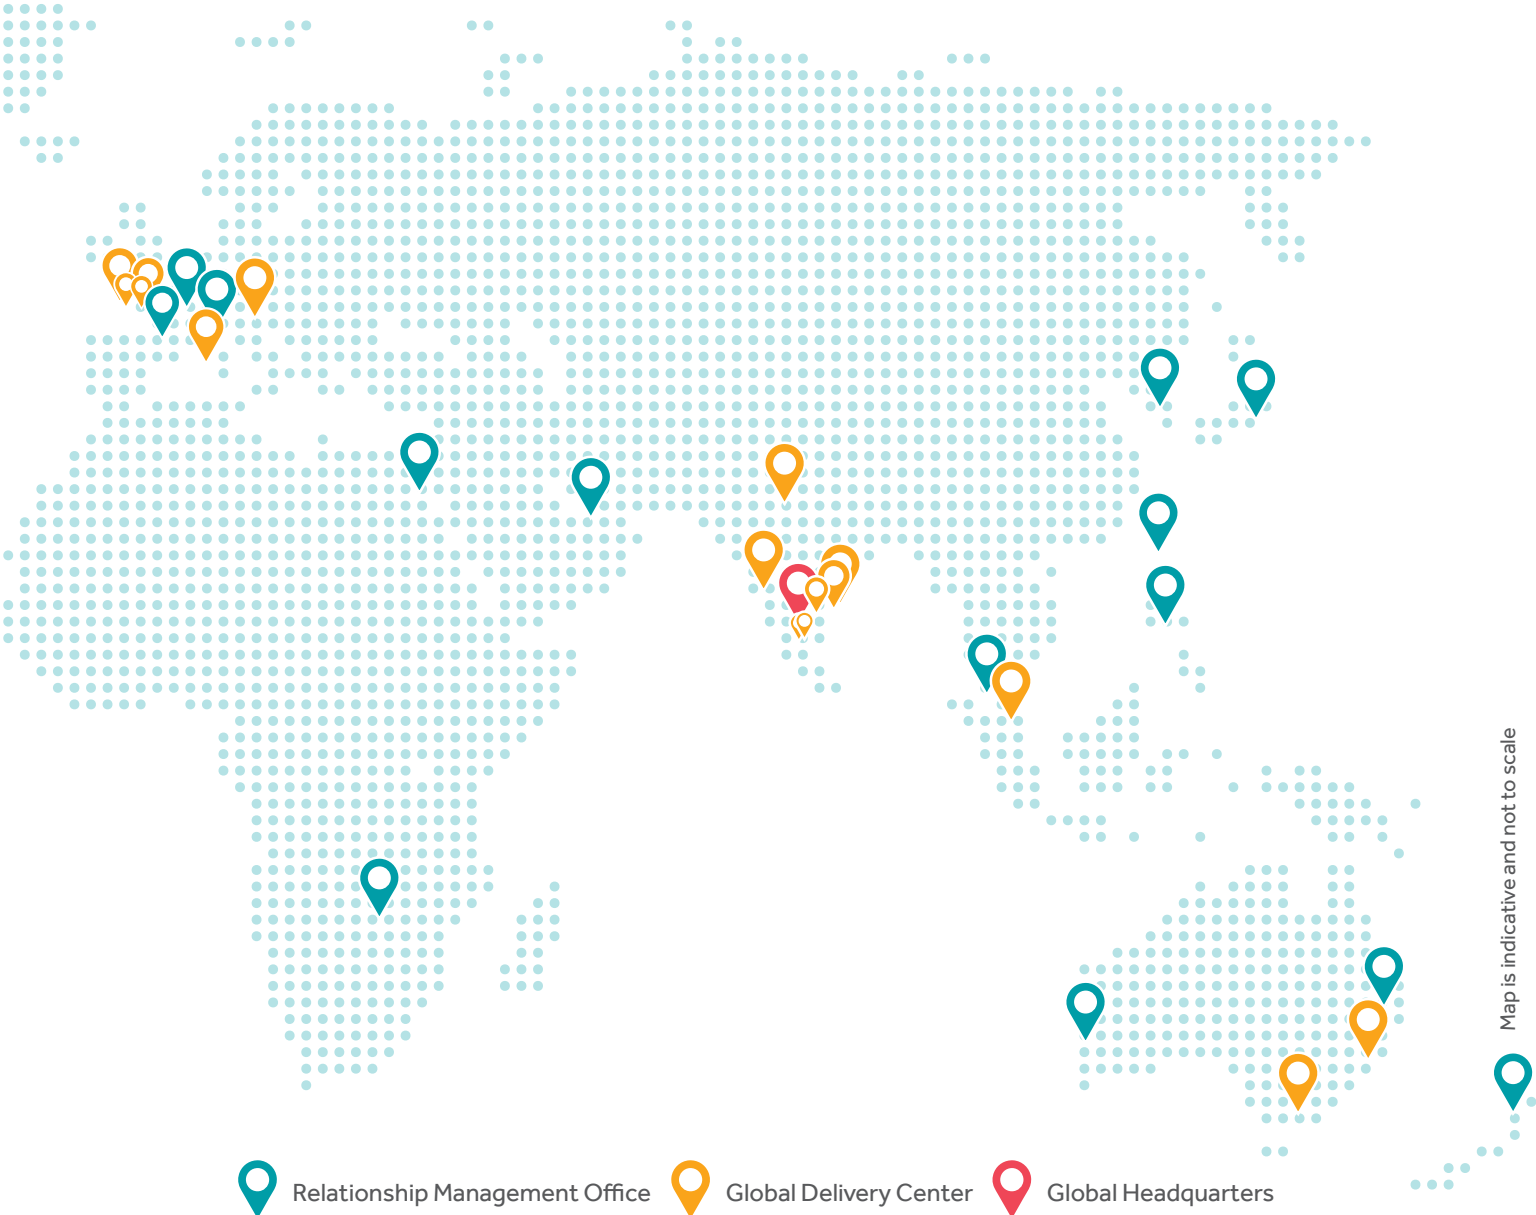 Map is indicative and not to scale
Relationship Management Office
Global Delivery Center
Global Headquarters